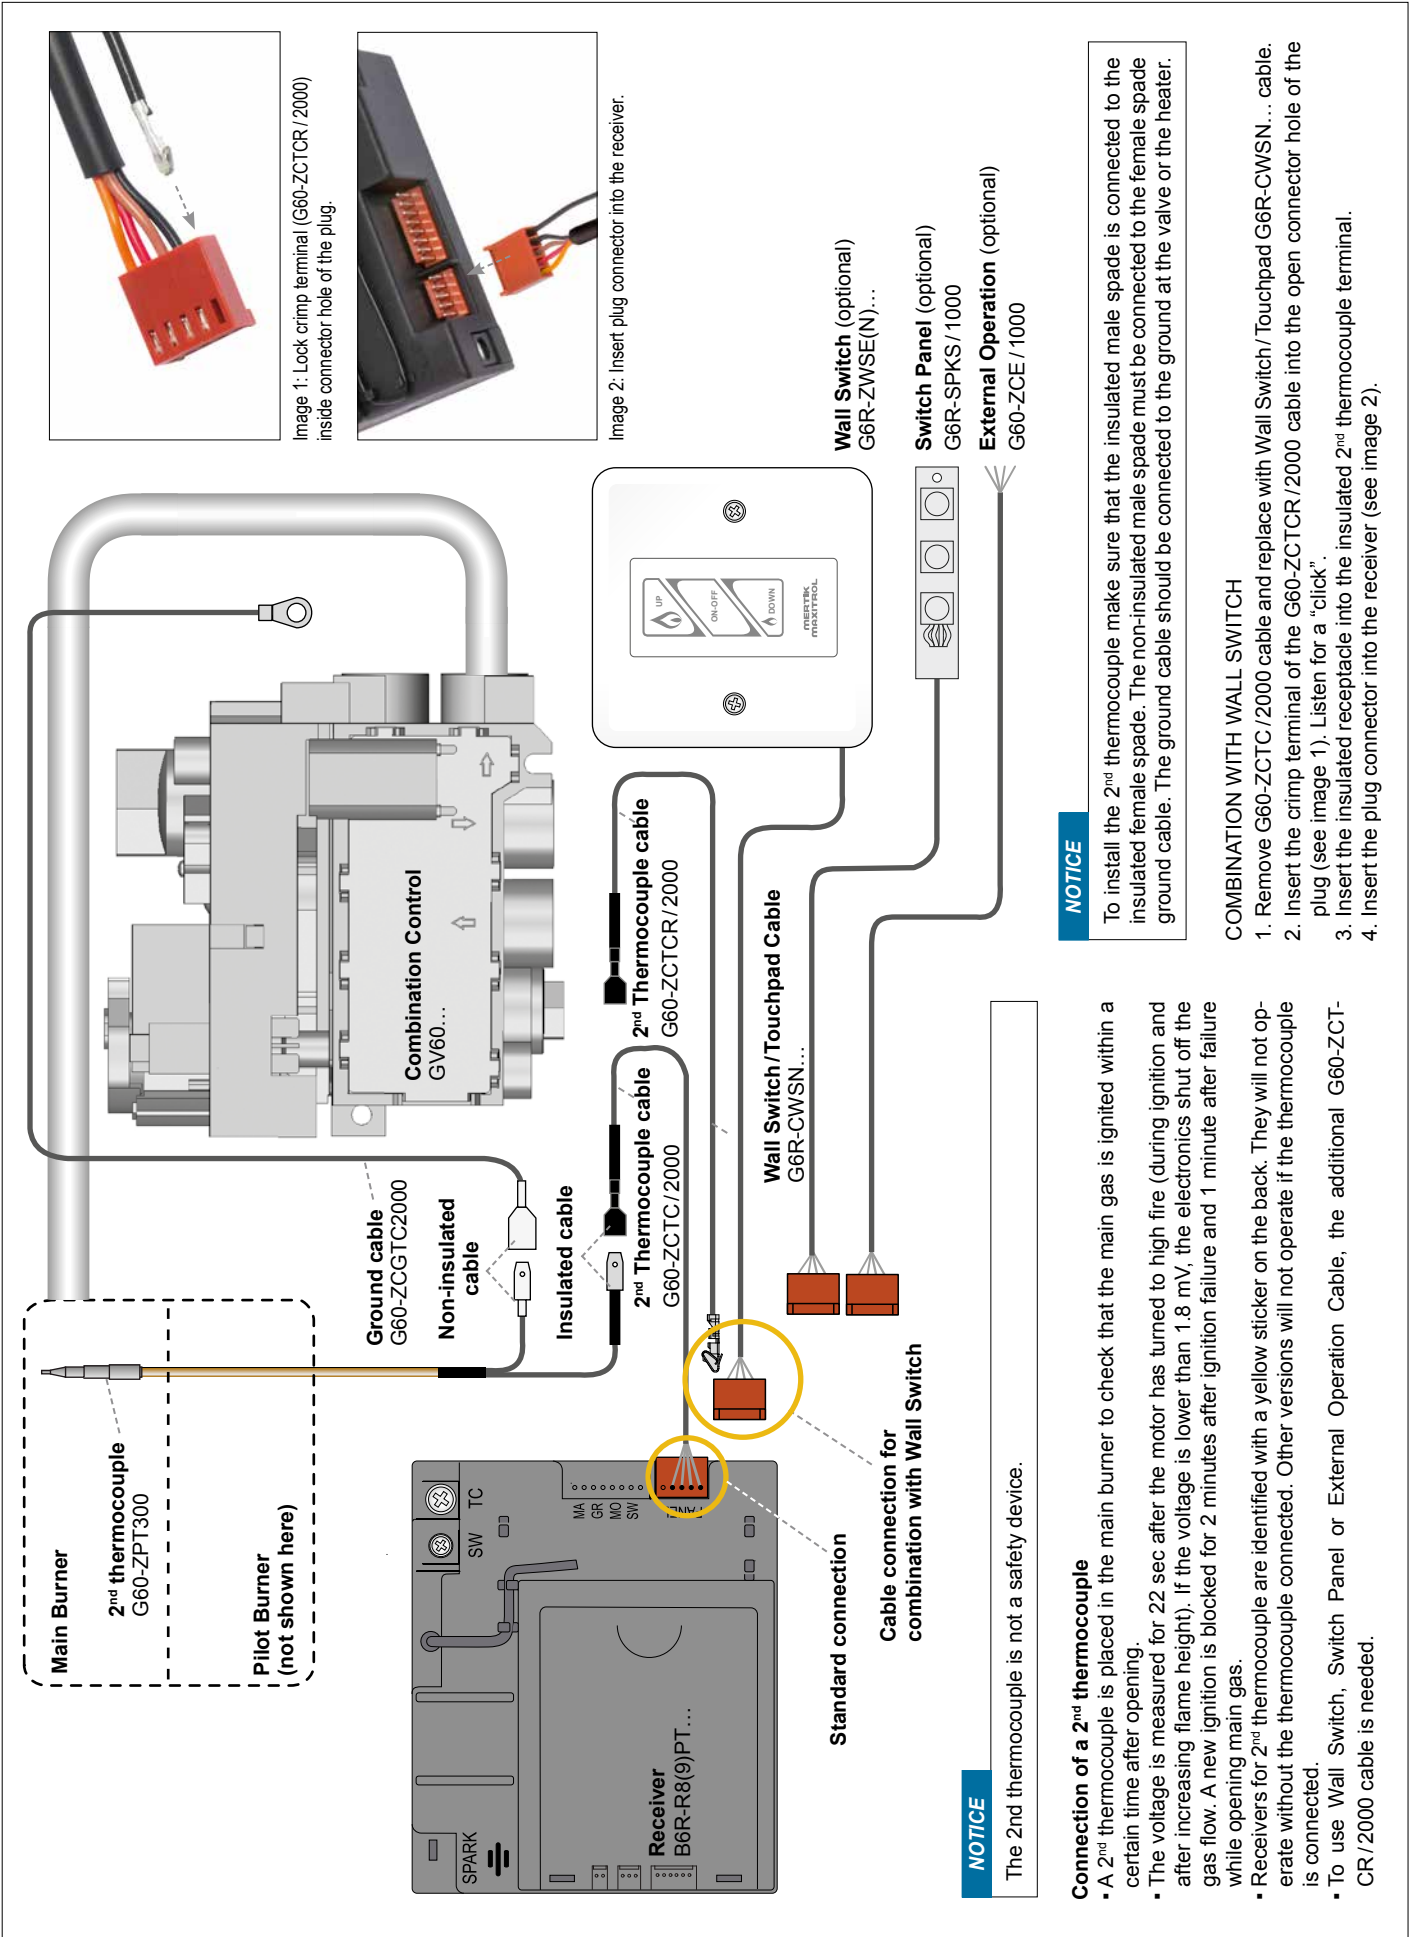 Main Burner
2nd thermocouple
G60-ZPT300
Pilot Burner
(not shown here)
Ground cable
G60-ZCGTC2000
Non-insulated
cable
Insulated cable
2nd Thermocouple cable
G60-ZCTC/2000
Combination Control
GV60…
2nd Thermocouple cable
G60-ZCTCR/2000
Image 1: Lock crimp terminal (G60-ZCTCR/2000)
inside connector hole of the plug.
Image 2: Insert plug connector into the receiver.
SPARK
SW
TC
MA
GR
MO
SW
Receiver
B6R-R8(9)PT…
Standard connection
Cable connection for
combination with Wall Switch
Wall Switch/Touchpad Cable
G6R-CWSN…
UP
ON-OFF
DOWN
MERTIK
MAXITROL
Wall Switch (optional)
G6R-ZWSE(N)…
Switch Panel (optional)
G6R-SPKS/1000
External Operation (optional)
G60-ZCE/1000
NOTICE
The 2nd thermocouple is not a safety device.
Connection of a 2nd thermocouple
▪ A 2nd thermocouple is placed in the main burner to check that the main gas is ignited within a
certain time after opening.
▪ The voltage is measured for 22 sec after the motor has turned to high fire (during ignition and
after increasing flame height). If the voltage is lower than 1.8 mV, the electronics shut off the
gas flow. A new ignition is blocked for 2 minutes after ignition failure and 1 minute after failure
while opening main gas.
▪ Receivers for 2nd thermocouple are identified with a yellow sticker on the back. They will not op-
erate without the thermocouple connected. Other versions will not operate if the thermocouple
is connected.
▪ To use Wall Switch, Switch Panel or External Operation Cable, the additional G60-ZCT-
CR/2000 cable is needed.
NOTICE
To install the 2nd thermocouple make sure that the insulated male spade is connected to the
insulated female spade. The non-insulated male spade must be connected to the female spade
ground cable. The ground cable should be connected to the ground at the valve or the heater.
COMBINATION WITH WALL SWITCH
1. Remove G60-ZCTC/2000 cable and replace with Wall Switch/Touchpad G6R-CWSN… cable.
2. Insert the crimp terminal of the G60-ZCTCR/2000 cable into the open connector hole of the
plug (see image 1). Listen for a “click”.
3. Insert the insulated receptacle into the insulated 2nd thermocouple terminal.
4. Insert the plug connector into the receiver (see image 2).